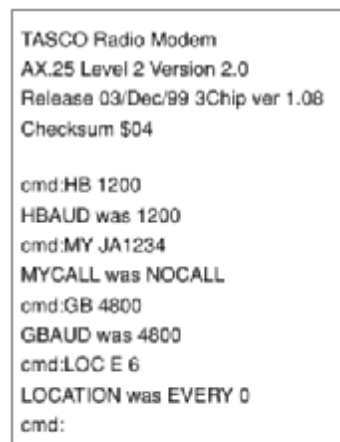 TASCO Radio Modem
AX.25 Level 2 Version 2.0
Release 03/Dec/99 3Chip ver 1.08
Checksum $04
cmd:HB 1200
HBAUD was 1200
cmd:MY JA1234
MYCALL was NOCALL
cmd:GB 4800
GBAUD was 4800
cmd:LOC E 6
LOCATION was EVERY 0
cmd: